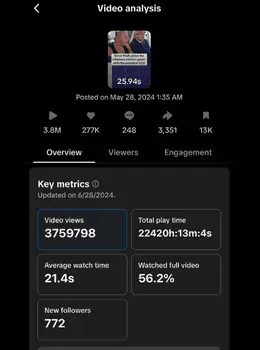 Video analysis
25.94s
Posted on May 28, 2024 1:35 AM
3.8M 277K 248 3,351 13K
Overview Viewers Engagement
Key metrics
Updated on 6/28/2024.
Video views Total play time
3759798 22420h:13m:4s
Average watch time Watched full video
21.4s 56.2%
New followers
772